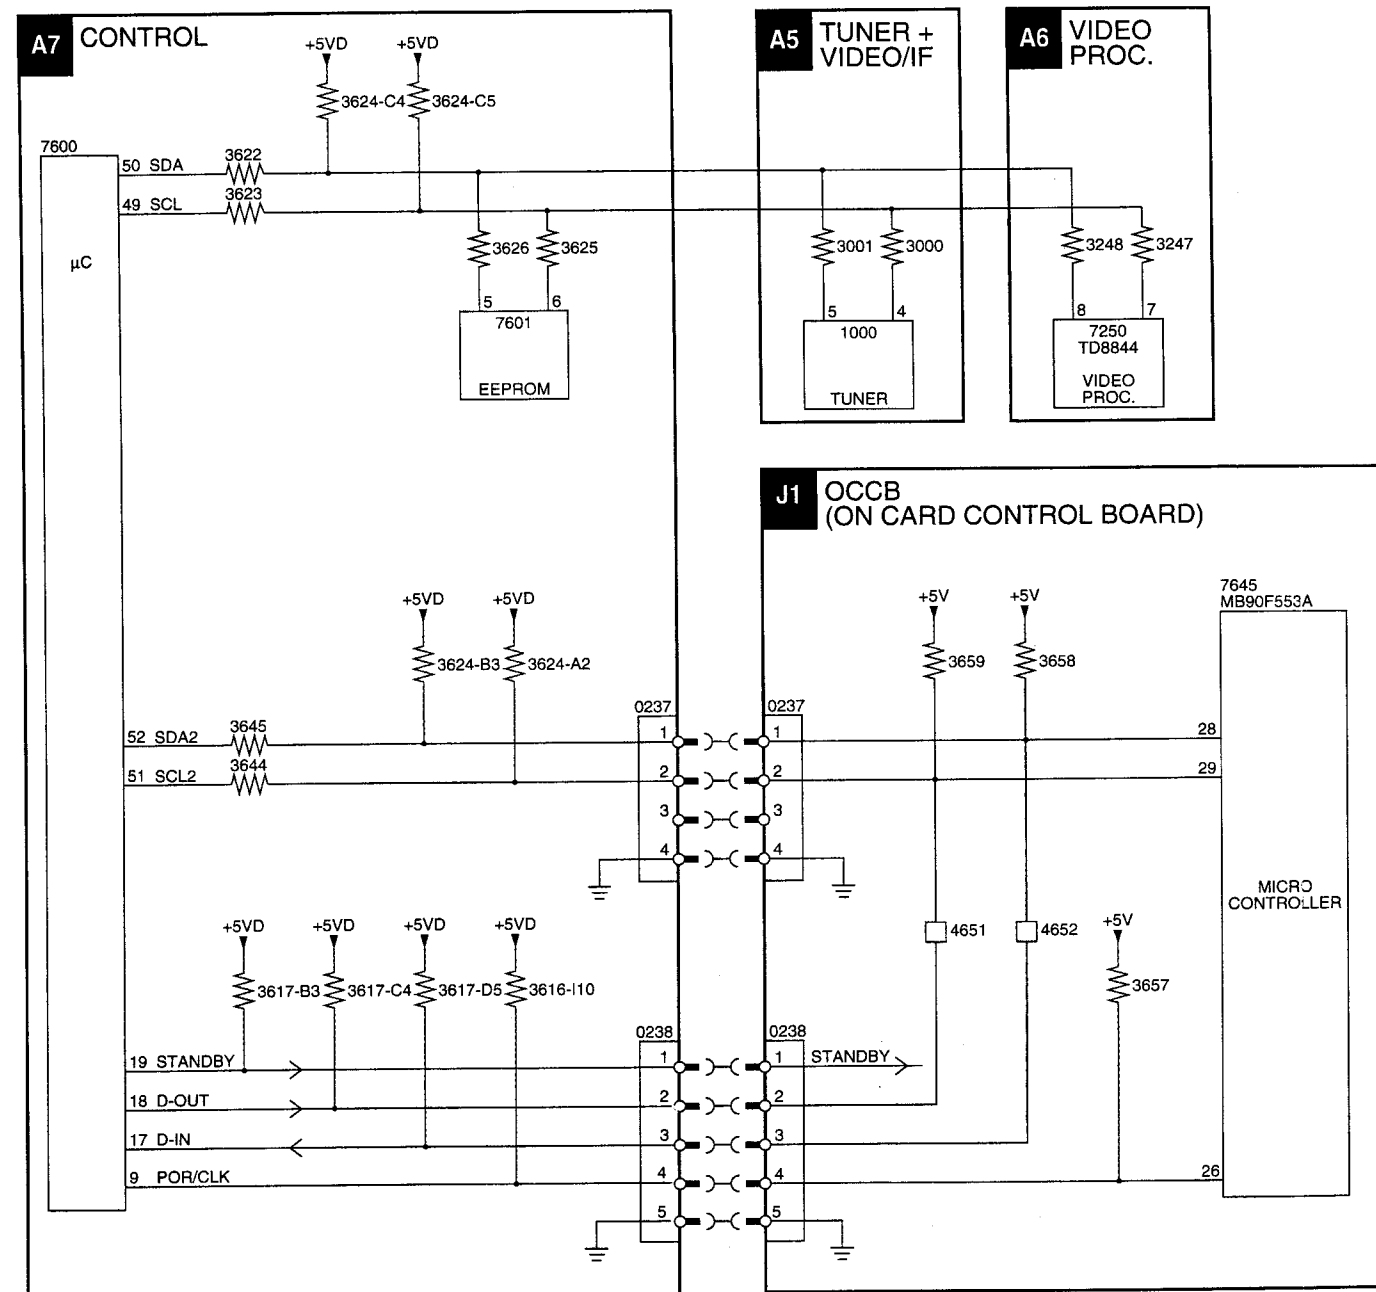 A7 CONTROL
+5VD
+5VD
3624-C4
3624-C5
7600
50 SDA
3622
49 SCL
3623
µC
3626
3625
5
6
7601
EEPROM
A5 TUNER +
VIDEO/IF
3001
3000
5
4
1000
TUNER
A6 VIDEO
PROC.
3248
3247
8
7
7250
TD8844
VIDEO
PROC.
J1 OCCB
(ON CARD CONTROL BOARD)
+5VD
+5VD
3624-B3
3624-A2
52 SDA2
3645
51 SCL2
3644
0237
1
2
3
4
0237
1
2
3
4
+5V
+5V
3659
3658
7645
MB90F553A
28
29
MICRO
CONTROLLER
4651
4652
+5V
3657
26
+5VD
+5VD
+5VD
+5VD
3617-B3
3617-C4
3617-D5
3616-I10
19 STANDBY
18 D-OUT
17 D-IN
9 POR/CLK
0238
1
2
3
4
5
0238
1
2
3
4
5
STANDBY